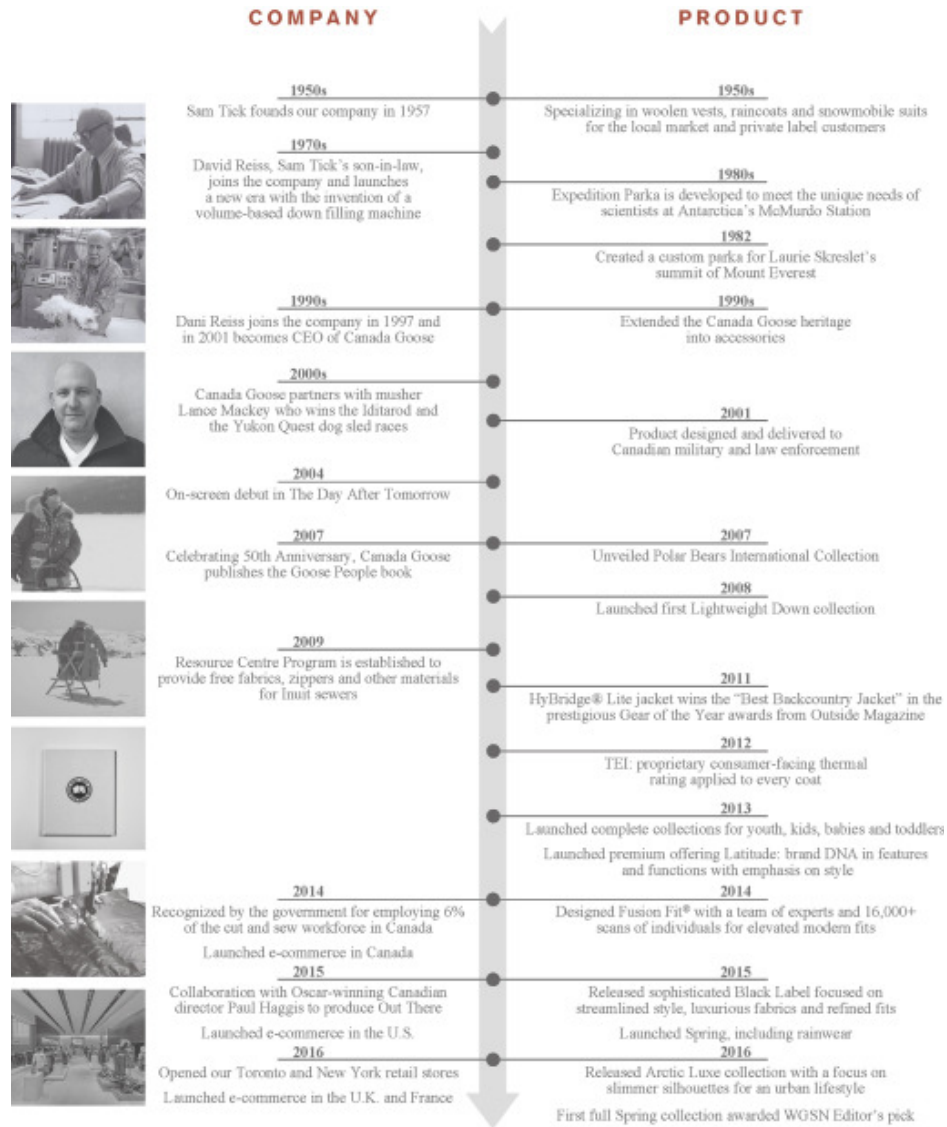 COMPANY
PRODUCT
1950s
Sam Tick founds our company in 1957
1950s
Specializing in woolen vests, raincoats and snowmobile suits
for the local market and private label customers
1970s
David Reiss, Sam Tick's son-in-law,
joins the company and launches
a new era with the invention of a
volume-based down filling machine
1980s
Expedition Parka is developed to meet the unique needs of
scientists at Antarctica's McMurdo Station
1982
Created a custom parka for Laurie Skreslet's
summit of Mount Everest
1990s
Dani Reiss joins the company in 1997 and
in 2001 becomes CEO of Canada Goose
1990s
Extended the Canada Goose heritage
into accessories
2000s
Canada Goose partners with musher
Lance Mackey who wins the Iditarod and
the Yukon Quest dog sled races
2001
Product designed and delivered to
Canadian military and law enforcement
2004
On-screen debut in The Day After Tomorrow
2007
Celebrating 50th Anniversary, Canada Goose
publishes the Goose People book
2007
Unveiled Polar Bears International Collection
2008
Launched first Lightweight Down collection
2009
Resource Centre Program is established to
provide free fabrics, zippers and other materials
for Inuit sewers
2011
HyBridge® Lite jacket wins the "Best Backcountry Jacket" in the
prestigious Gear of the Year awards from Outside Magazine
2012
TEI: proprietary consumer-facing thermal
rating applied to every coat
2013
Launched complete collections for youth, kids, babies and toddlers
Launched premium offering Latitude: brand DNA in features
and functions with emphasis on style
2014
Recognized by the government for employing 6%
of the cut and sew workforce in Canada
Launched e-commerce in Canada
2014
Designed Fusion Fit® with a team of experts and 16,000+
scans of individuals for elevated modern fits
2015
Collaboration with Oscar-winning Canadian
director Paul Haggis to produce Out There
Launched e-commerce in the U.S.
2015
Released sophisticated Black Label focused on
streamlined style, luxurious fabrics and refined fits
Launched Spring, including rainwear
2016
Opened our Toronto and New York retail stores
Launched e-commerce in the U.K. and France
2016
Released Arctic Luxe collection with a focus on
slimmer silhouettes for an urban lifestyle
First full Spring collection awarded WGSN Editor's pick